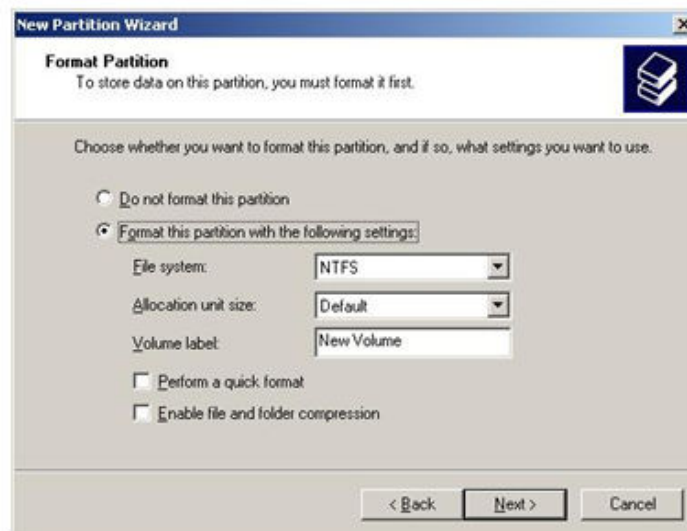 New Partition Wizard
Format Partition
To store data on this partition, you must format it first.
Choose whether you want to format this partition, and if so, what settings you want to use.
Do not format this partition
Format this partition with the following settings:
File system: NTFS
Allocation unit size: Default
Volume label: New Volume
Perform a quick format
Enable file and folder compression
< Back Next > Cancel